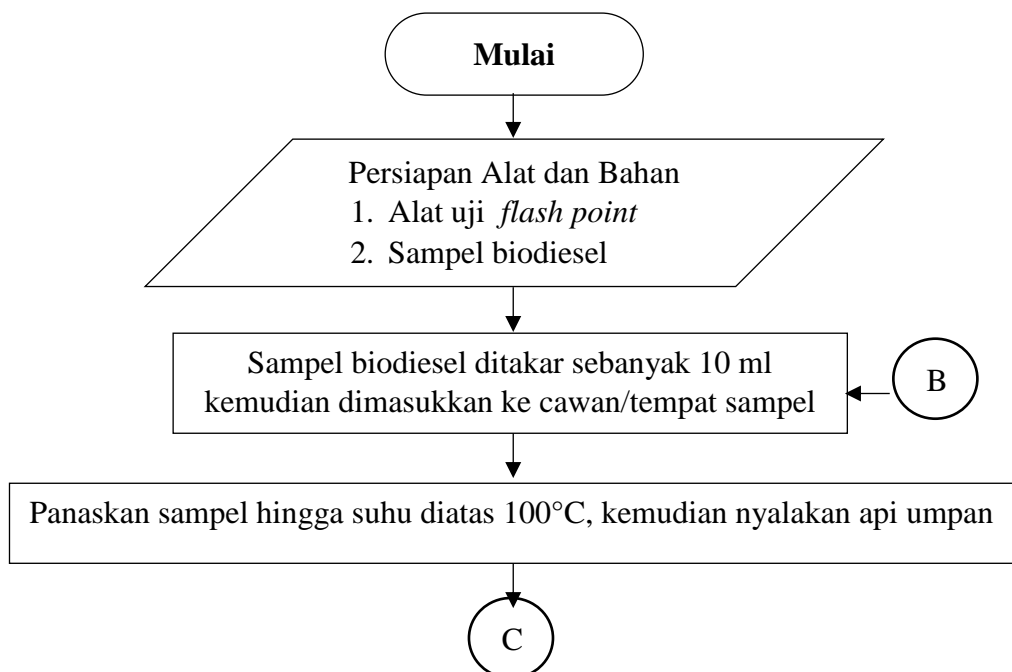 Mulai
Persiapan Alat dan Bahan
1. Alat uji flash point
2. Sampel biodiesel
Sampel biodiesel ditakar sebanyak 10 ml
kemudian dimasukkan ke cawan/tempat sampel
B
Panaskan sampel hingga suhu diatas 100°C, kemudian nyalakan api umpan
C